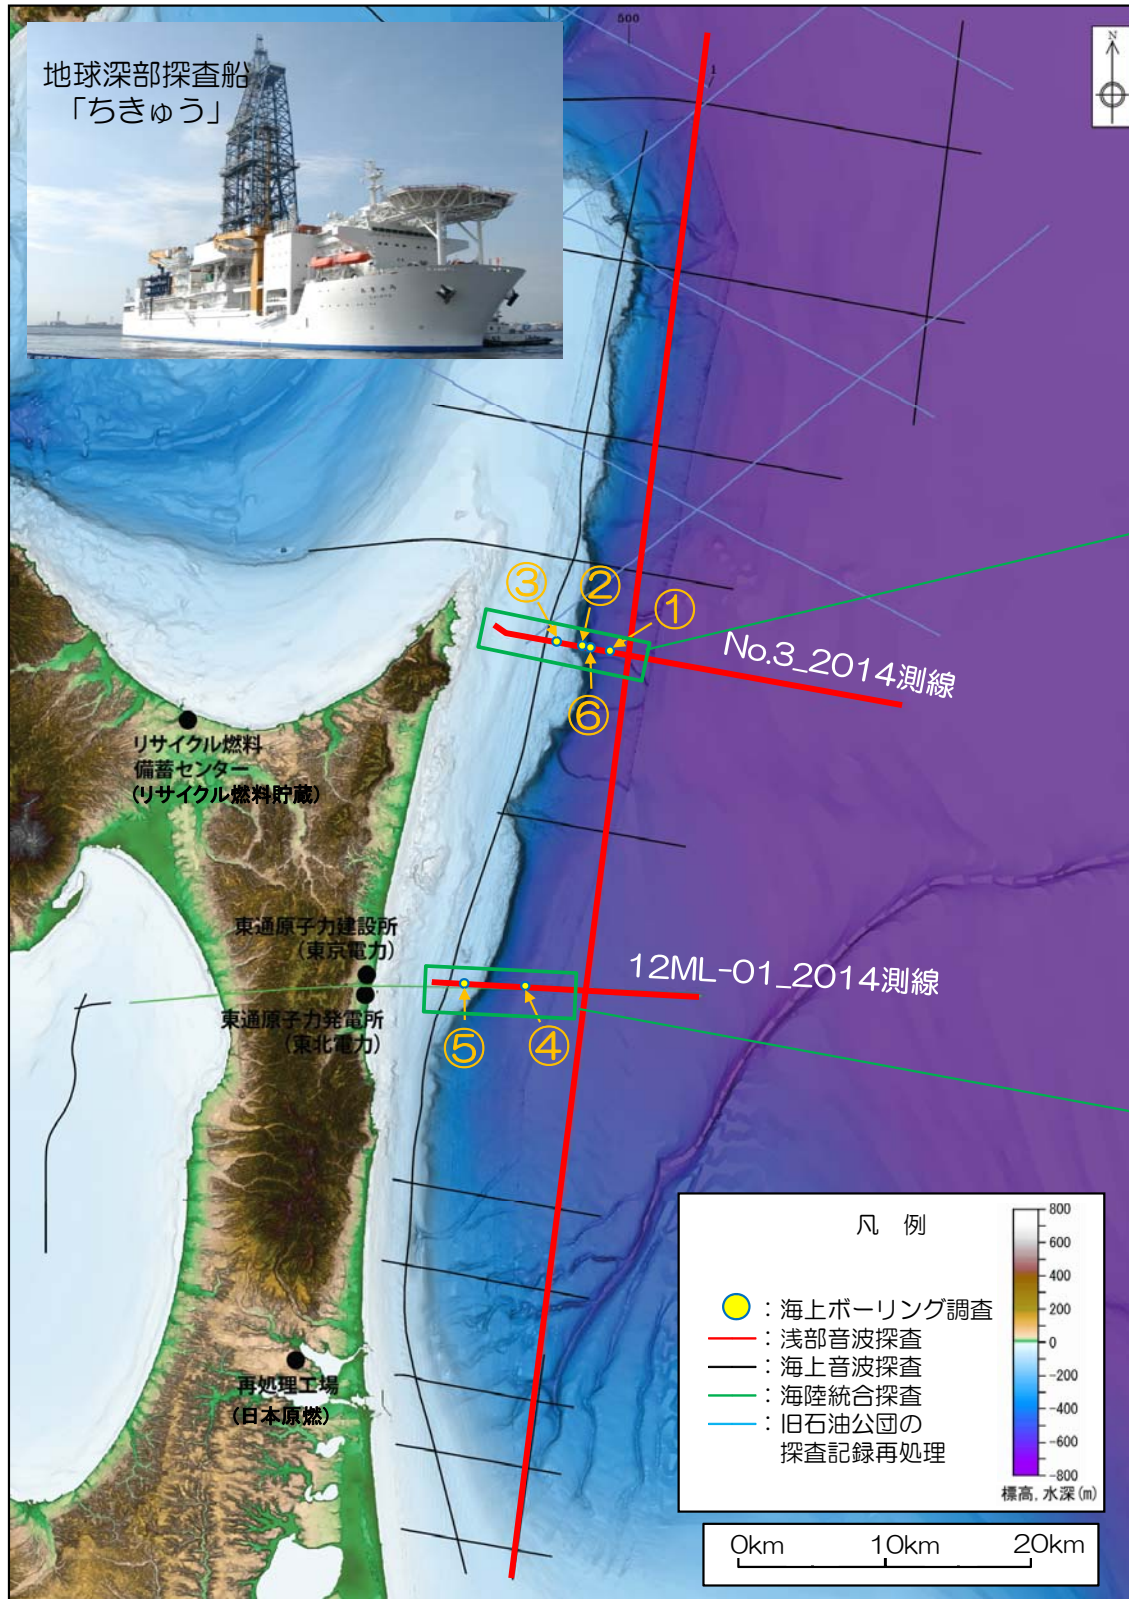 地球深部探査船
「ちきゅう」
500
1
N
③
②
①
No.3_2014測線
⑥
リサイクル燃料
備蓄センター
(リサイクル燃料貯蔵)
東通原子力建設所
(東京電力)
12ML-01_2014測線
東通原子力発電所
(東北電力)
⑤
④
再処理工場
(日本原燃)
凡 例
:海上ボーリング調査
:浅部音波探査
:海上音波探査
:海陸統合探査
:旧石油公団の
探査記録再処理
800
600
400
200
0
-200
-400
-600
-800
標高,水深(m)
0km 10km 20km